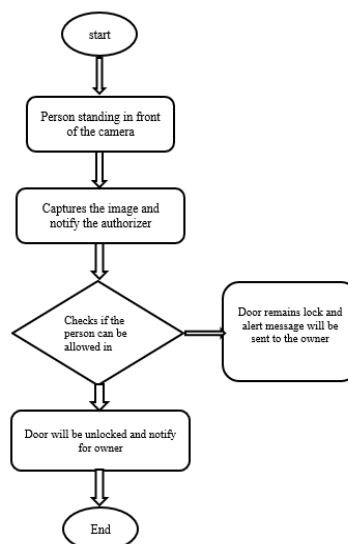 start
Person standing in front
of the camera
Captures the image and
notify the authorizer
Checks if the
person can be
allowed in
Door remains lock and
alert message will be
sent to the owner
Door will be unlocked and notify
for owner
End